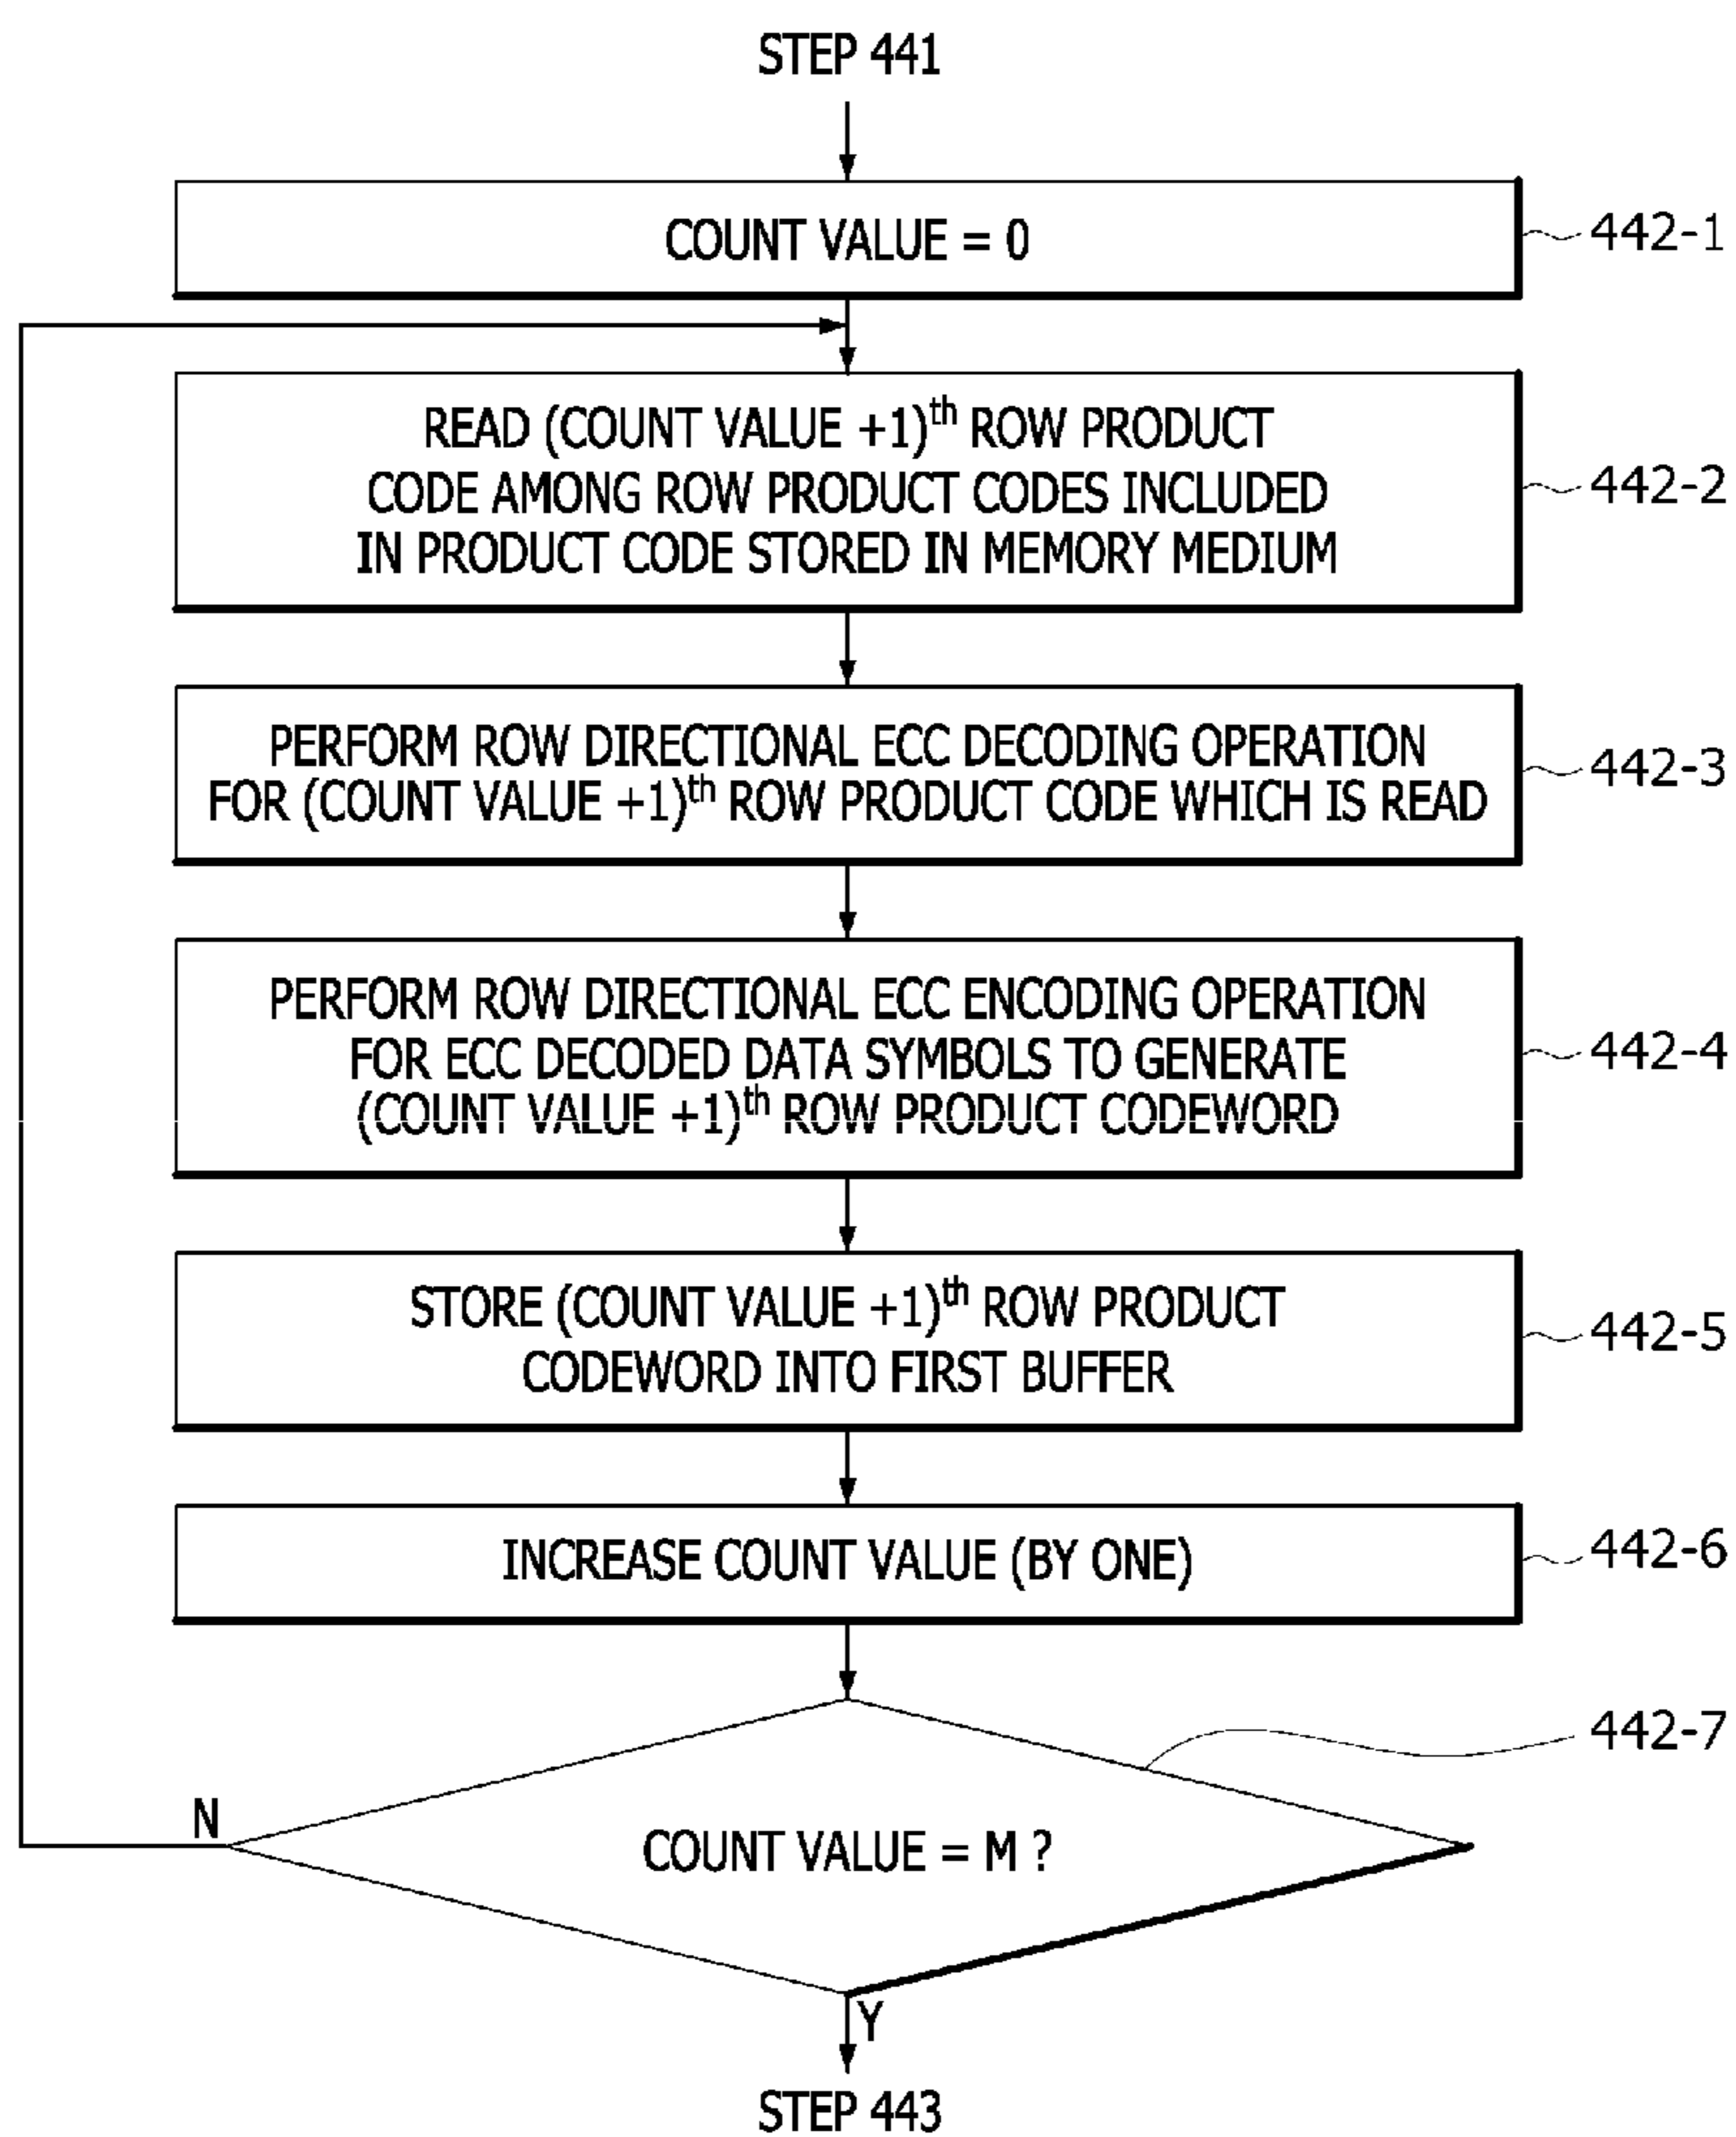 STEP 441
COUNT VALUE = 0
442-1
READ (COUNT VALUE +1)th ROW PRODUCT
CODE AMONG ROW PRODUCT CODES INCLUDED
IN PRODUCT CODE STORED IN MEMORY MEDIUM
442-2
PERFORM ROW DIRECTIONAL ECC DECODING OPERATION
FOR (COUNT VALUE +1)th ROW PRODUCT CODE WHICH IS READ
442-3
PERFORM ROW DIRECTIONAL ECC ENCODING OPERATION
FOR ECC DECODED DATA SYMBOLS TO GENERATE
(COUNT VALUE +1)th ROW PRODUCT CODEWORD
442-4
STORE (COUNT VALUE +1)th ROW PRODUCT
CODEWORD INTO FIRST BUFFER
442-5
INCREASE COUNT VALUE (BY ONE)
442-6
442-7
N
COUNT VALUE = M ?
Y
STEP 443